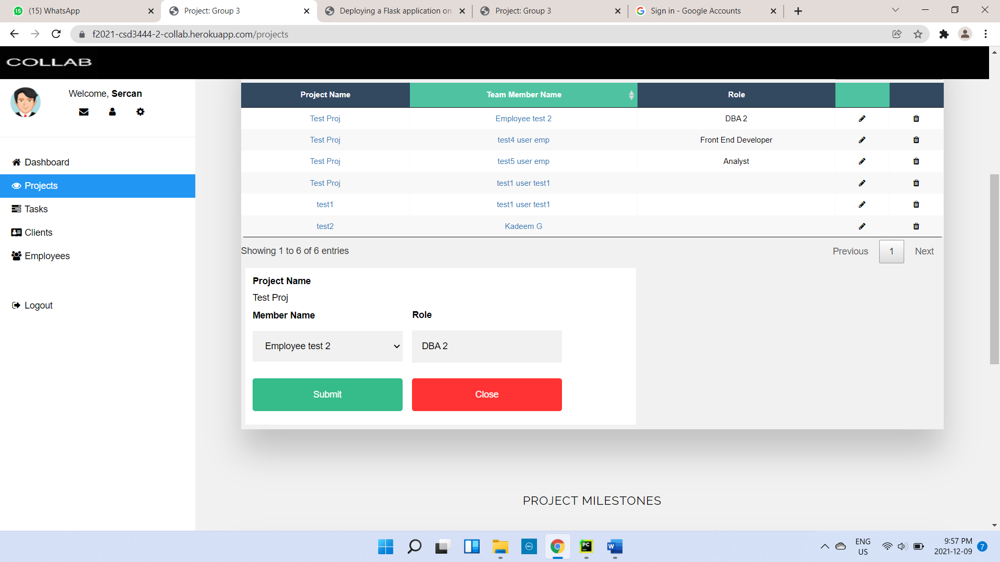 (15) WhatsApp
Project: Group 3
Deploying a Flask application on
Project: Group 3
Sign in - Google Accounts
f2021-csd3444-2-collab.herokuapp.com/projects
COLLAB
Welcome, Sercan
Dashboard
Projects
Tasks
Clients
Employees
Logout
Project Name Team Member Name Role
Test Proj Employee test 2 DBA 2
Test Proj test4 user emp Front End Developer
Test Proj test5 user emp Analyst
Test Proj test1 user test1
test1 test1 user test1
test2 Kadeem G
Showing 1 to 6 of 6 entries
Previous 1 Next
Project Name
Test Proj
Member Name Role
Employee test 2 DBA 2
Submit Close
PROJECT MILESTONES
ENG
US
9:57 PM
2021-12-09
7
15
DELL
PC
W